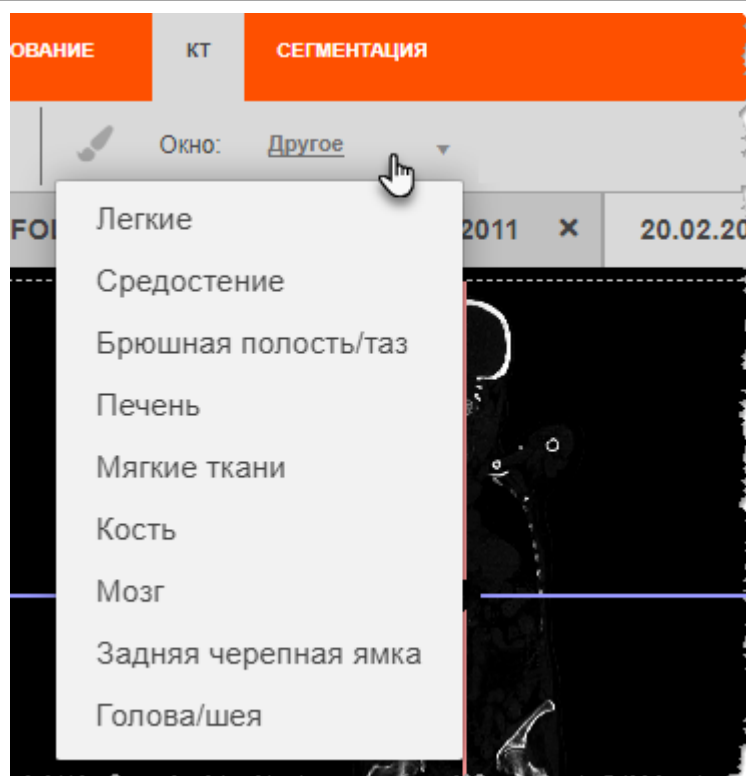 ОВАНИЕ КТ СЕГМЕНТАЦИЯ
Окно: Другое
2011 × 20.02.20
Легкие
Средостение
Брюшная полость/таз
Печень
Мягкие ткани
Кость
Мозг
Задняя черепная ямка
Голова/шея